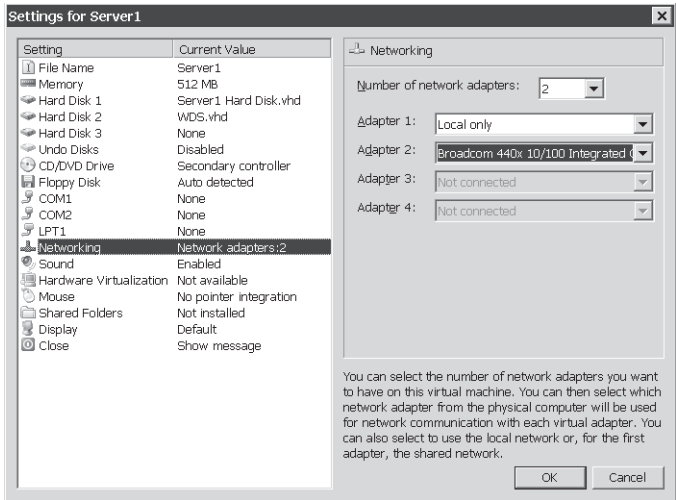 Settings for Server1
Setting Current Value
File Name Server1
Memory 512 MB
Hard Disk 1 Server1 Hard Disk.vhd
Hard Disk 2 WDS.vhd
Hard Disk 3 None
Undo Disks Disabled
CD/DVD Drive Secondary controller
Floppy Disk Auto detected
COM1 None
COM2 None
LPT1 None
Networking Network adapters:2
Sound Enabled
Hardware Virtualization Not available
Mouse No pointer integration
Shared Folders Not installed
Display Default
Close Show message
Networking
Number of network adapters: 2
Adapter 1: Local only
Adapter 2: Broadcom 440x 10/100 Integrated
Adapter 3: Not connected
Adapter 4: Not connected
You can select the number of network adapters you want
to have on this virtual machine. You can then select which
network adapter from the physical computer will be used
for network communication with each virtual adapter. You
can also select to use the local network or, for the first
adapter, the shared network.
OK Cancel